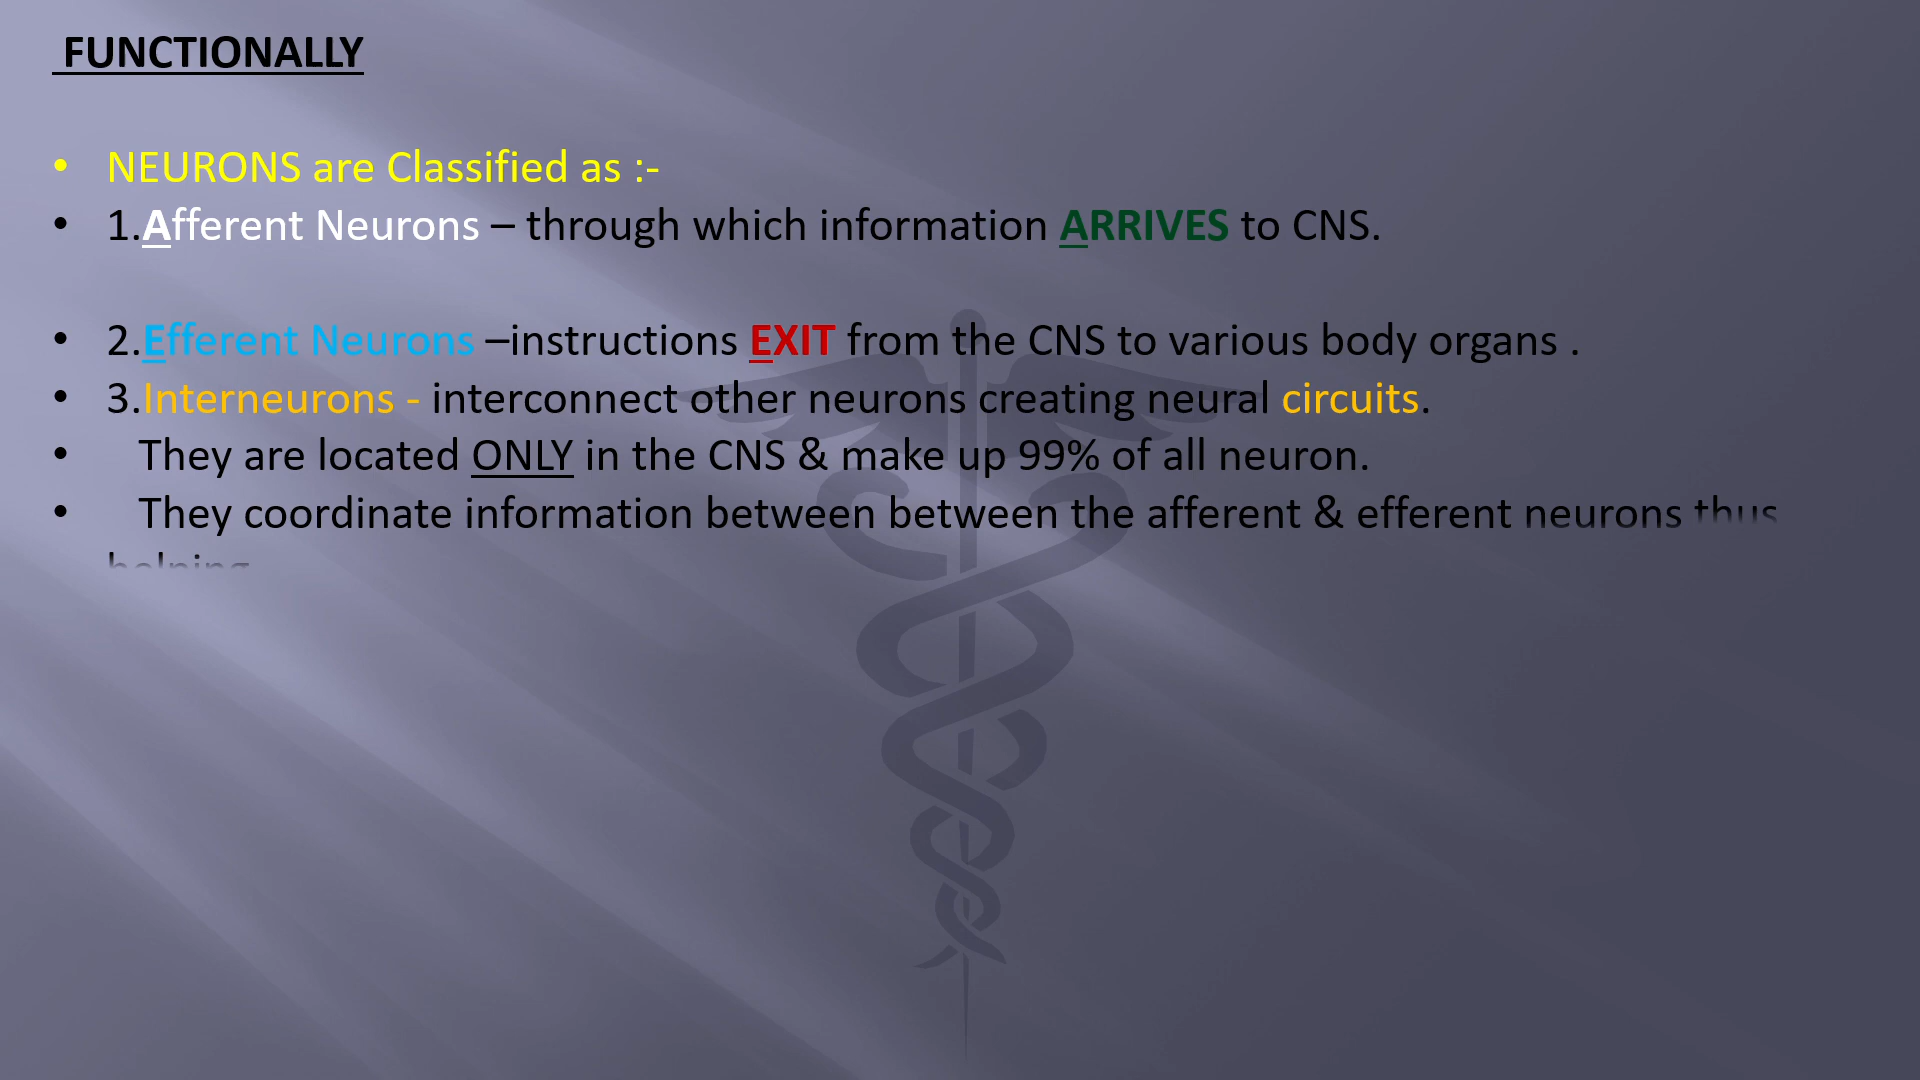 FUNCTIONALLY
• NEURONS are Classified as :-
• 1.Afferent Neurons – through which information ARRIVES to CNS.
• 2.Efferent Neurons –instructions EXIT from the CNS to various body organs .
• 3.Interneurons - interconnect other neurons creating neural circuits.
• They are located ONLY in the CNS & make up 99% of all neuron.
• They coordinate information between between the afferent & efferent neurons thus
helping